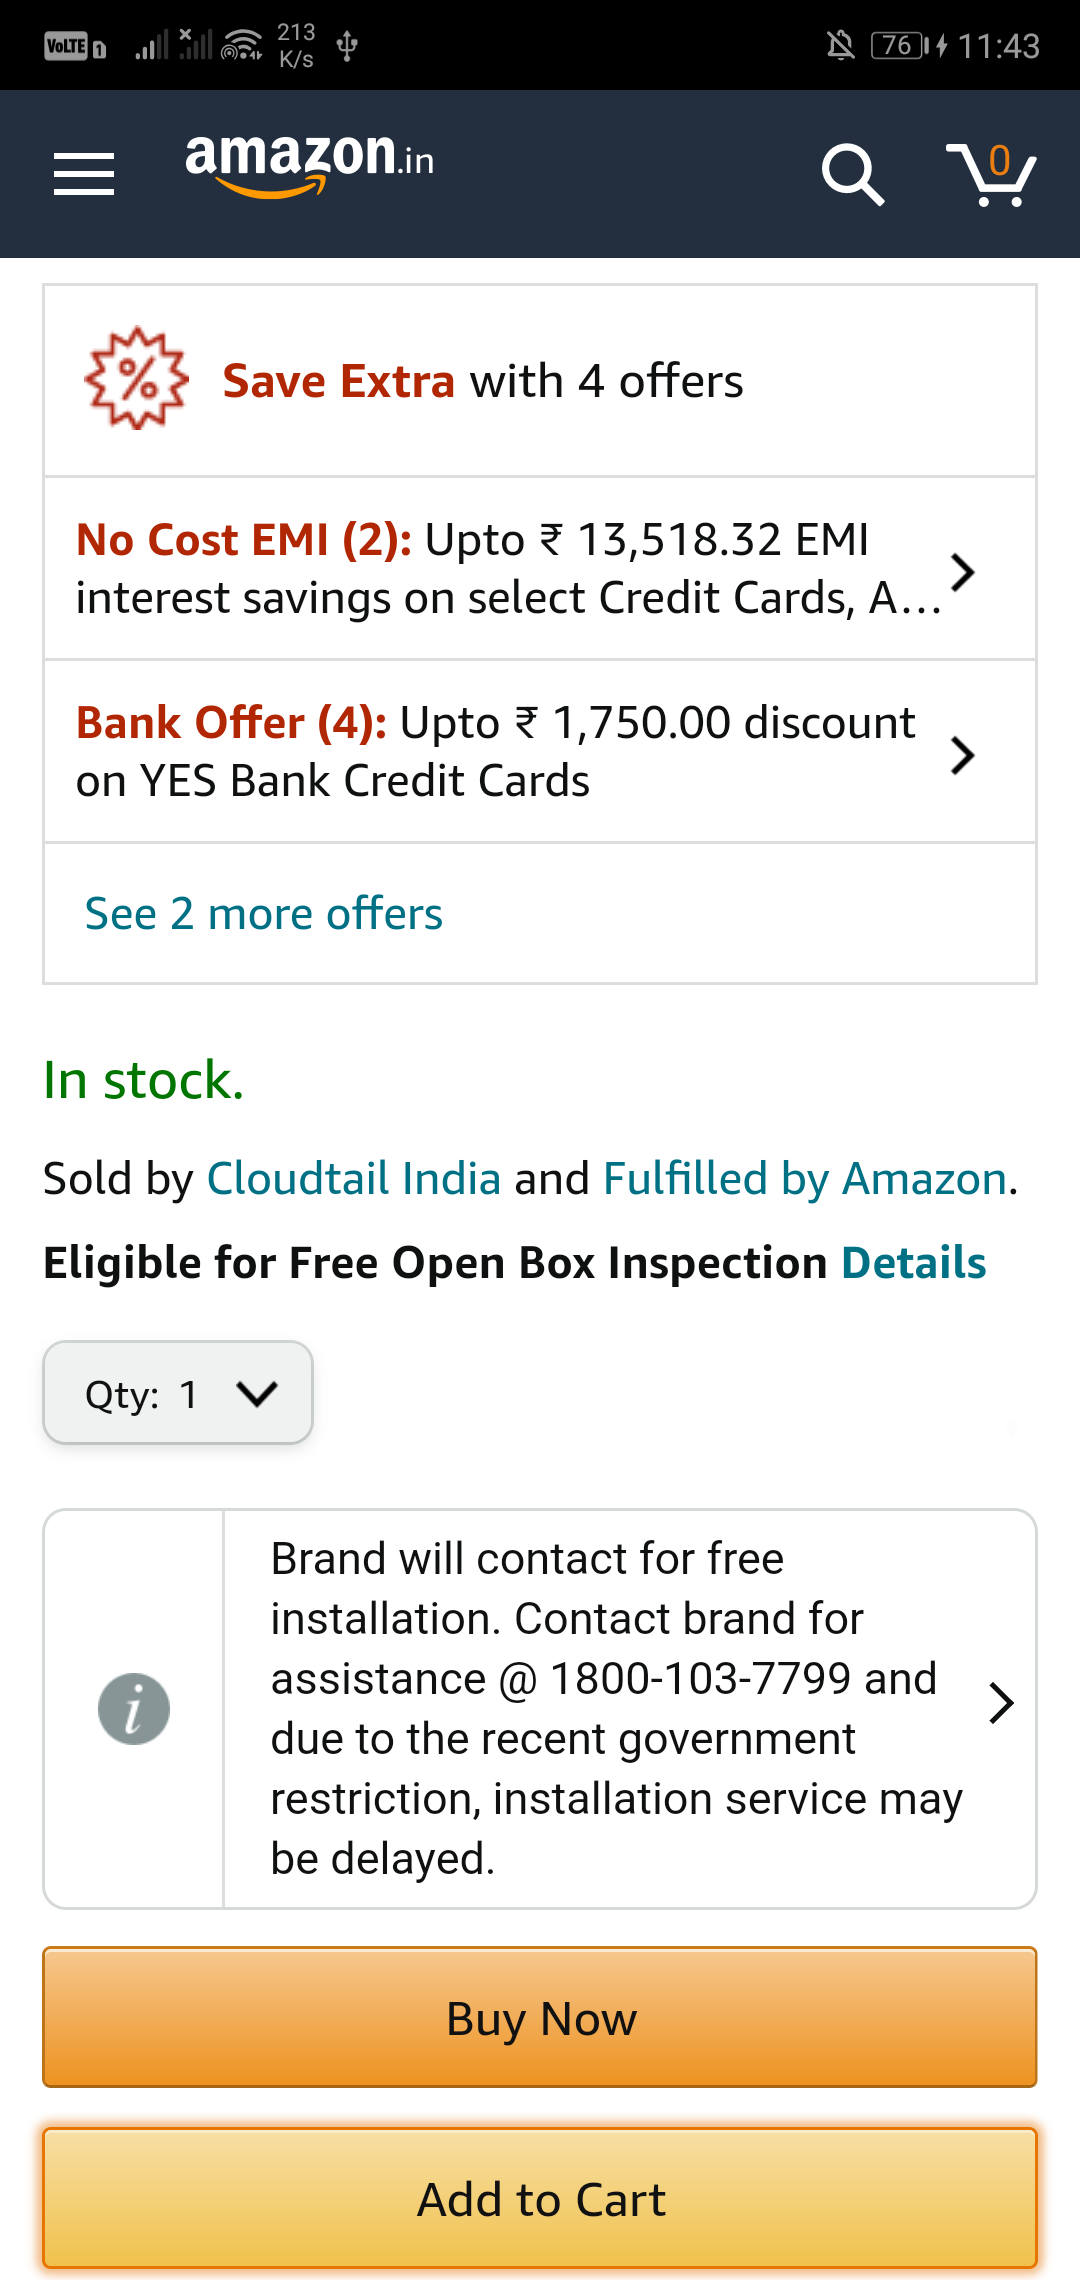 VoLTE 1 213 K/s 76 11:43
amazon.in 0
Save Extra with 4 offers
No Cost EMI (2): Upto ₹ 13,518.32 EMI
interest savings on select Credit Cards, A...
Bank Offer (4): Upto ₹ 1,750.00 discount
on YES Bank Credit Cards
See 2 more offers
In stock.
Sold by Cloudtail India and Fulfilled by Amazon.
Eligible for Free Open Box Inspection Details
Qty: 1
Brand will contact for free
installation. Contact brand for
assistance @ 1800-103-7799 and
due to the recent government
restriction, installation service may
be delayed.
Buy Now
Add to Cart